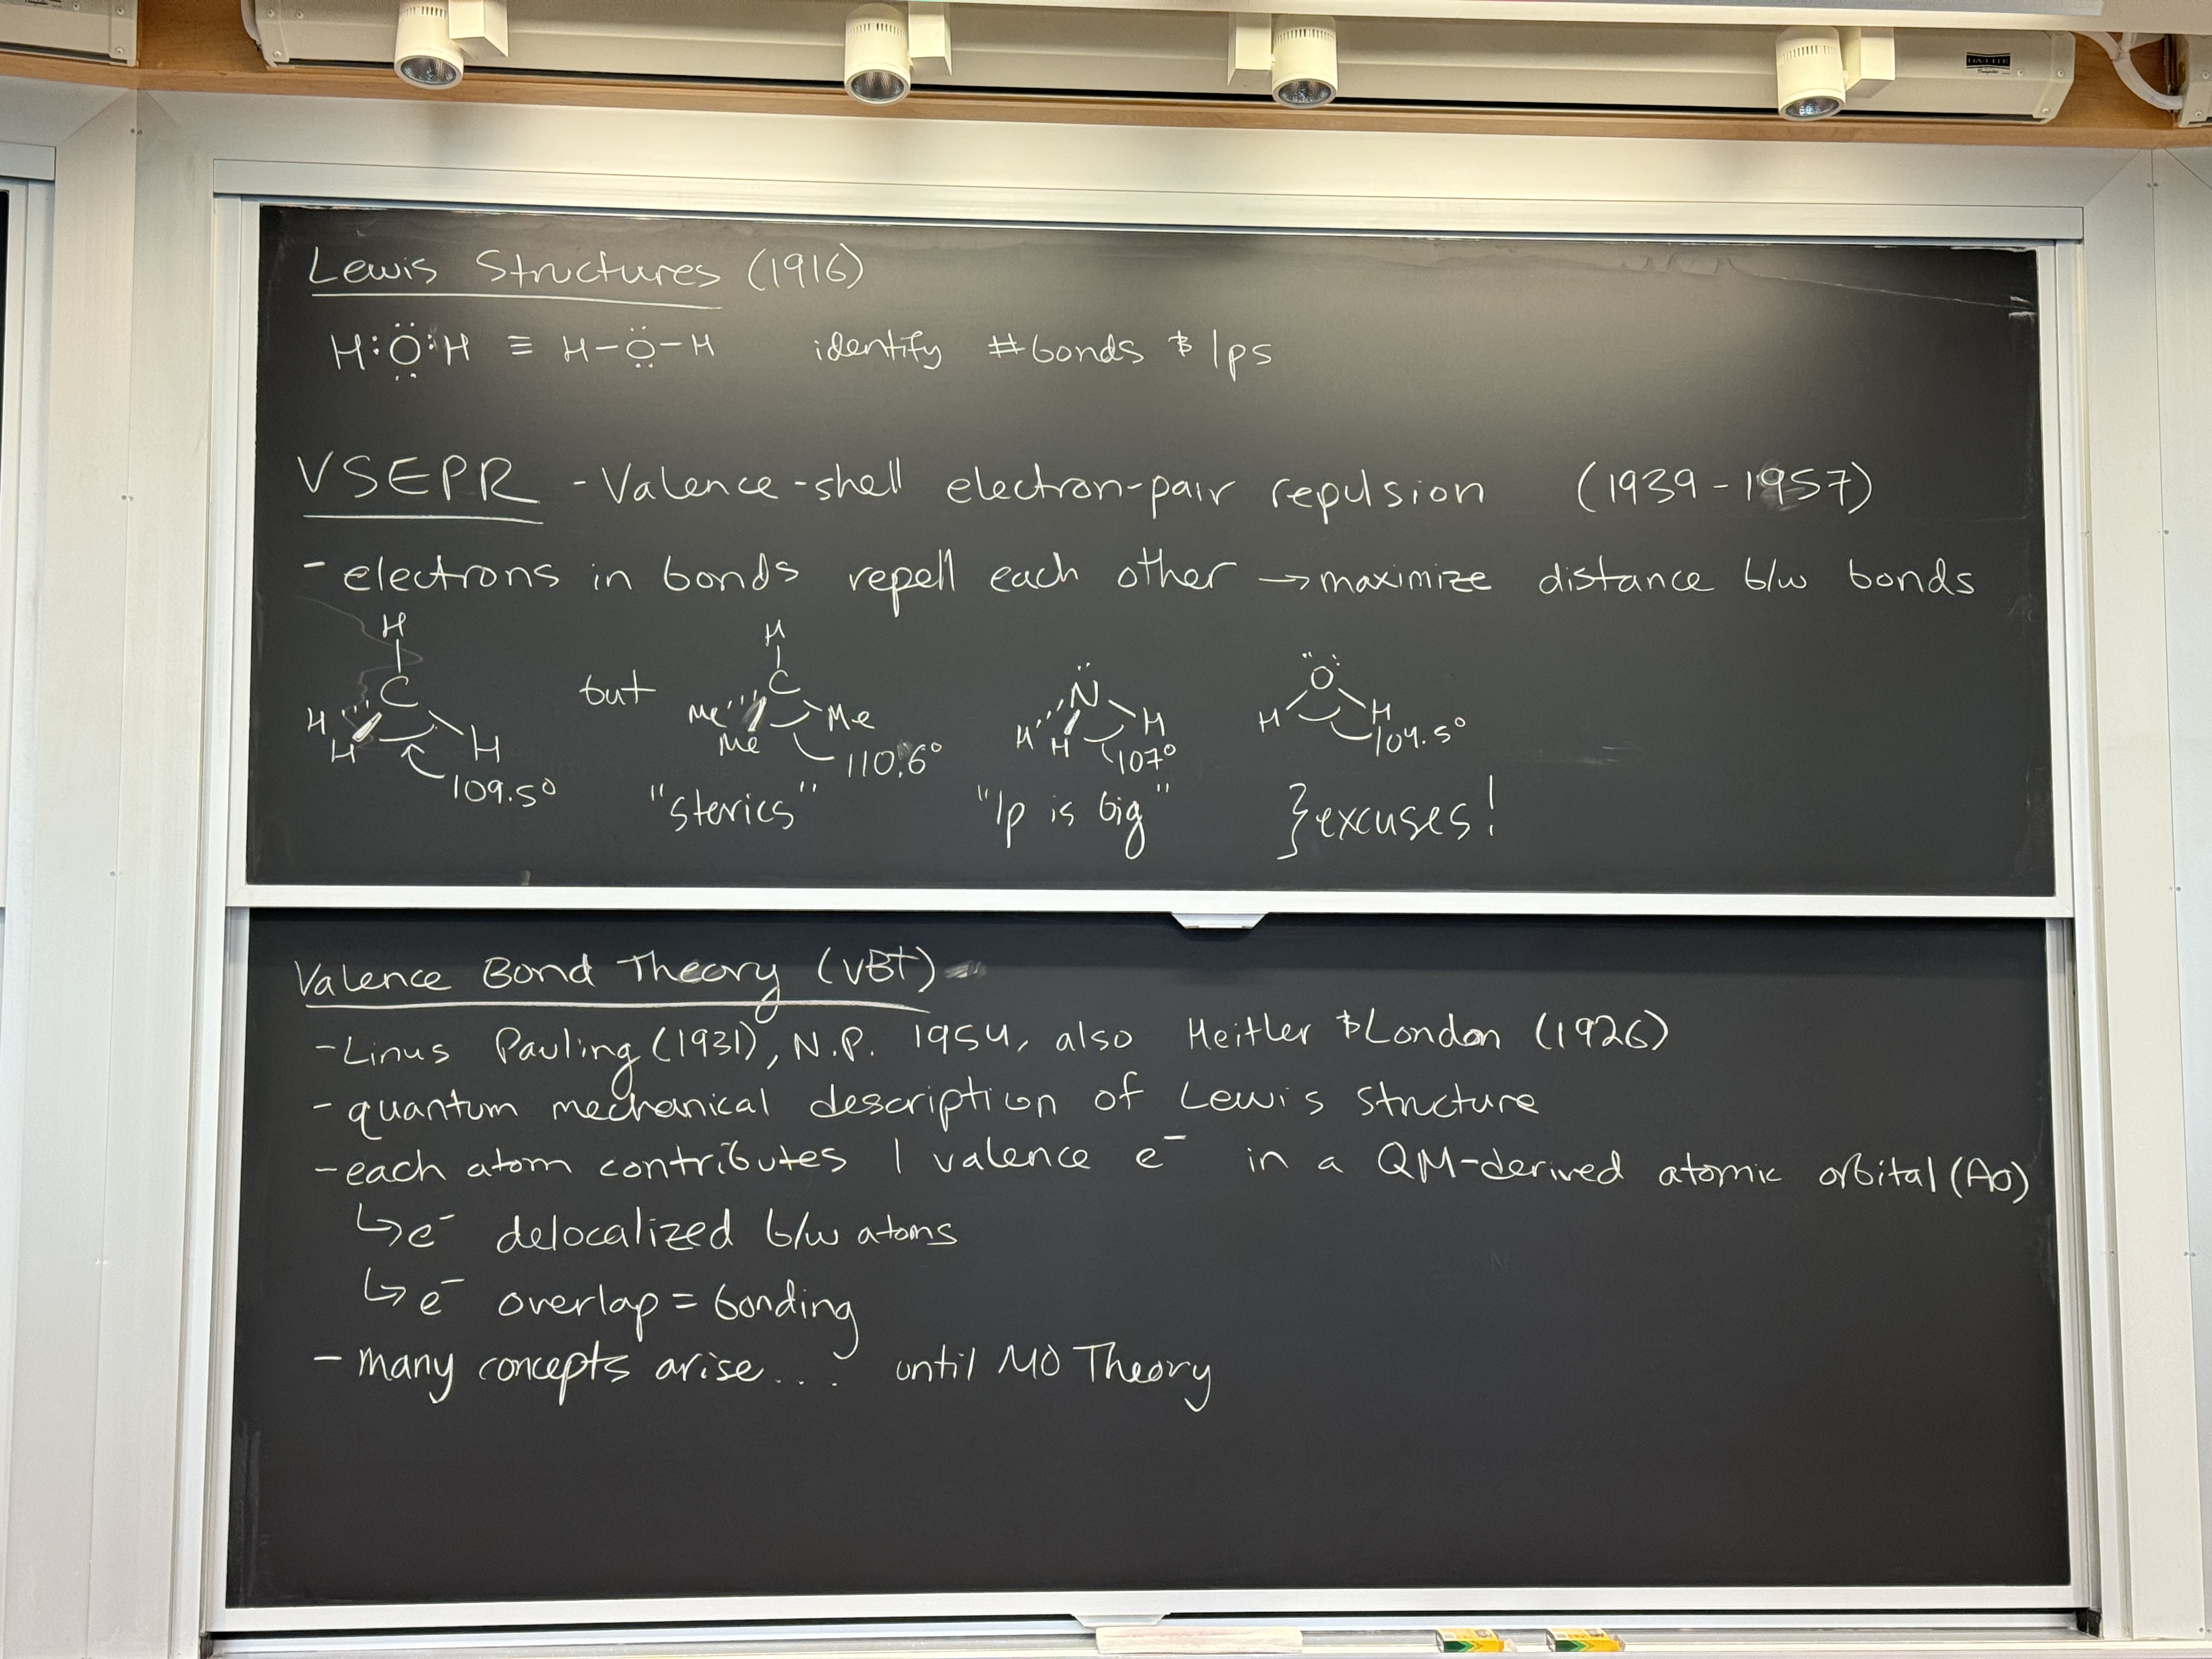 DA-LITE
Lewis Structures (1916)
H:Ö:H ≡ H-Ö-H identify #bonds & lps
VSEPR - Valence-shell electron-pair repulsion (1939-1957)
- electrons in bonds repell each other → maximize distance b/w bonds
H C H H H 109.5°
but
H C Me Me Me 110.6°
N H H H 107°
O H H 104.5°
"sterics" "lp is big" } excuses!
Valence Bond Theory (VBT)
- Linus Pauling (1931), N.P. 1954, also Heitler & London (1926)
- quantum mechanical description of Lewis structure
- each atom contributes 1 valence e⁻ in a QM-derived atomic orbital (AO)
↳ e⁻ delocalized b/w atoms
↳ e⁻ overlap = bonding
- many concepts arise... until MO Theory